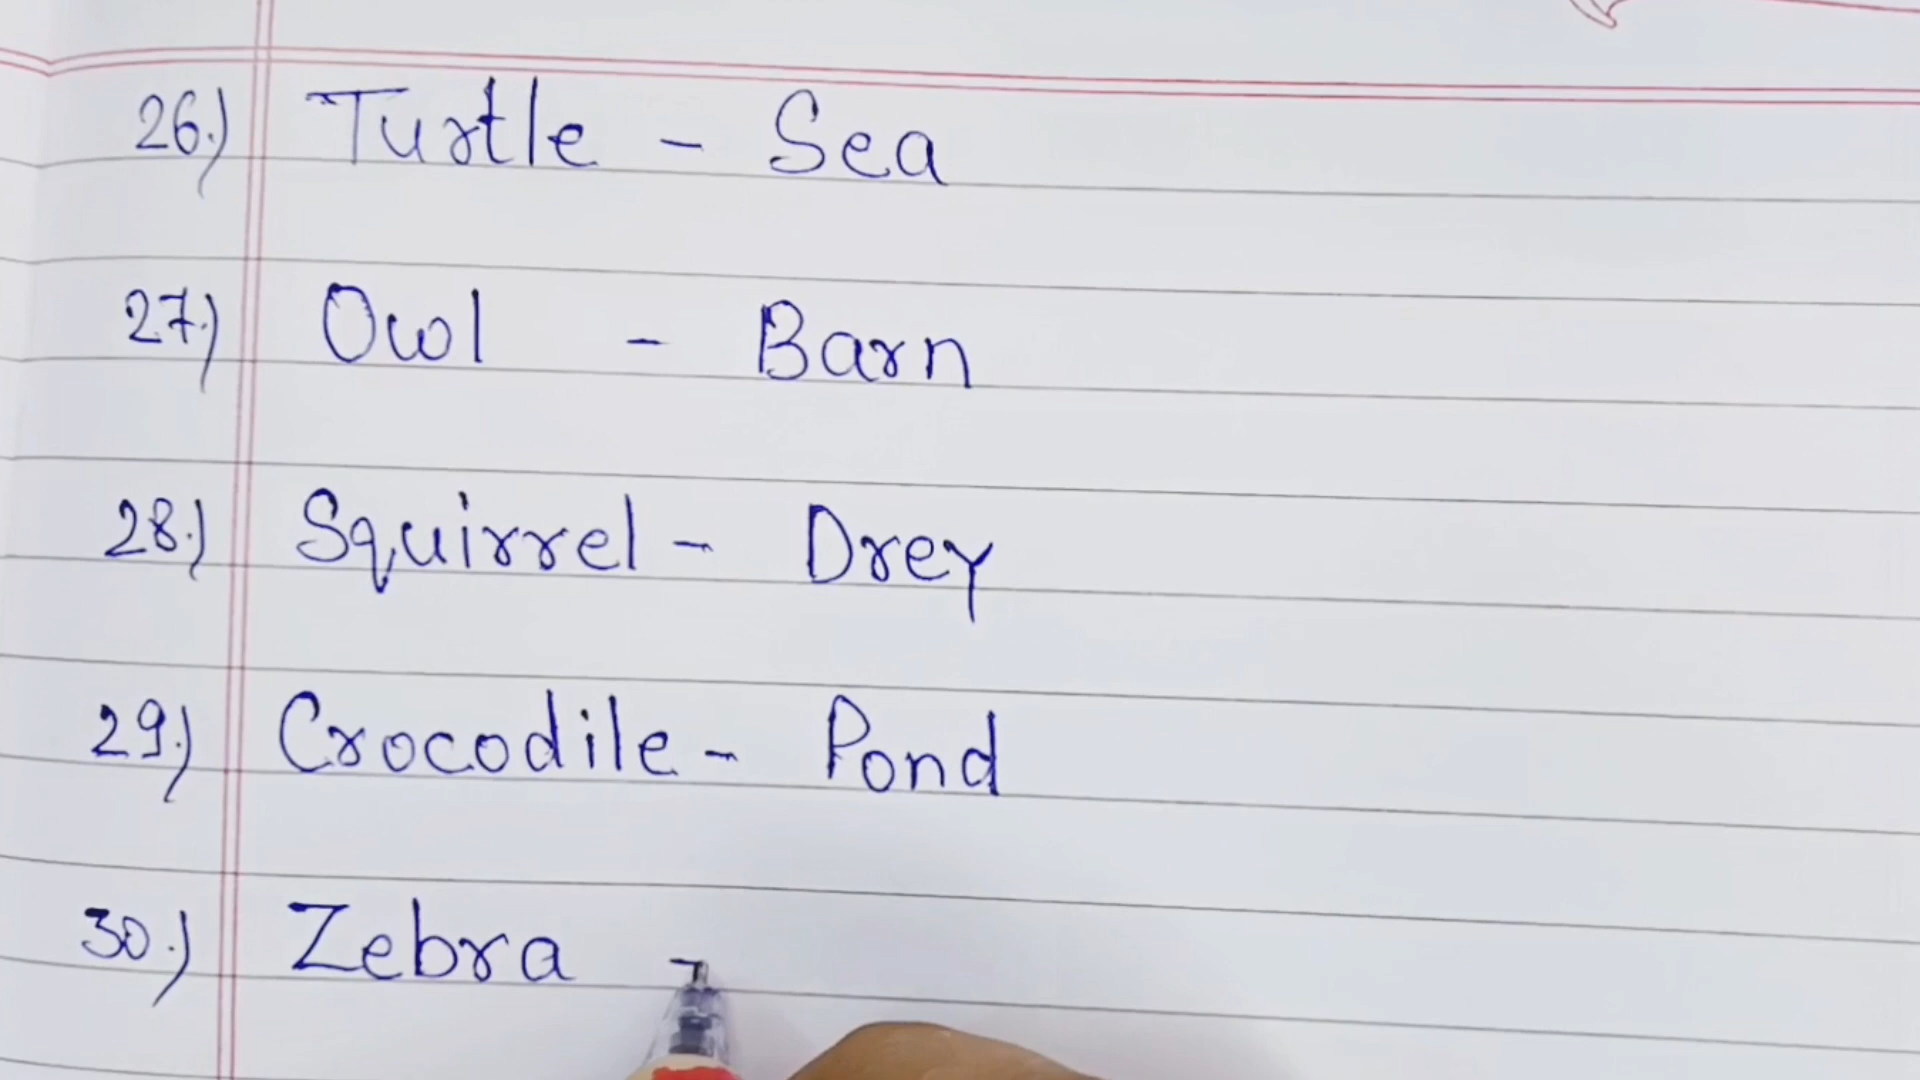 26.) Turtle - Sea
27.) Owl - Barn
28.) Squirrel - Drey
29.) Crocodile - Pond
30.) Zebra -